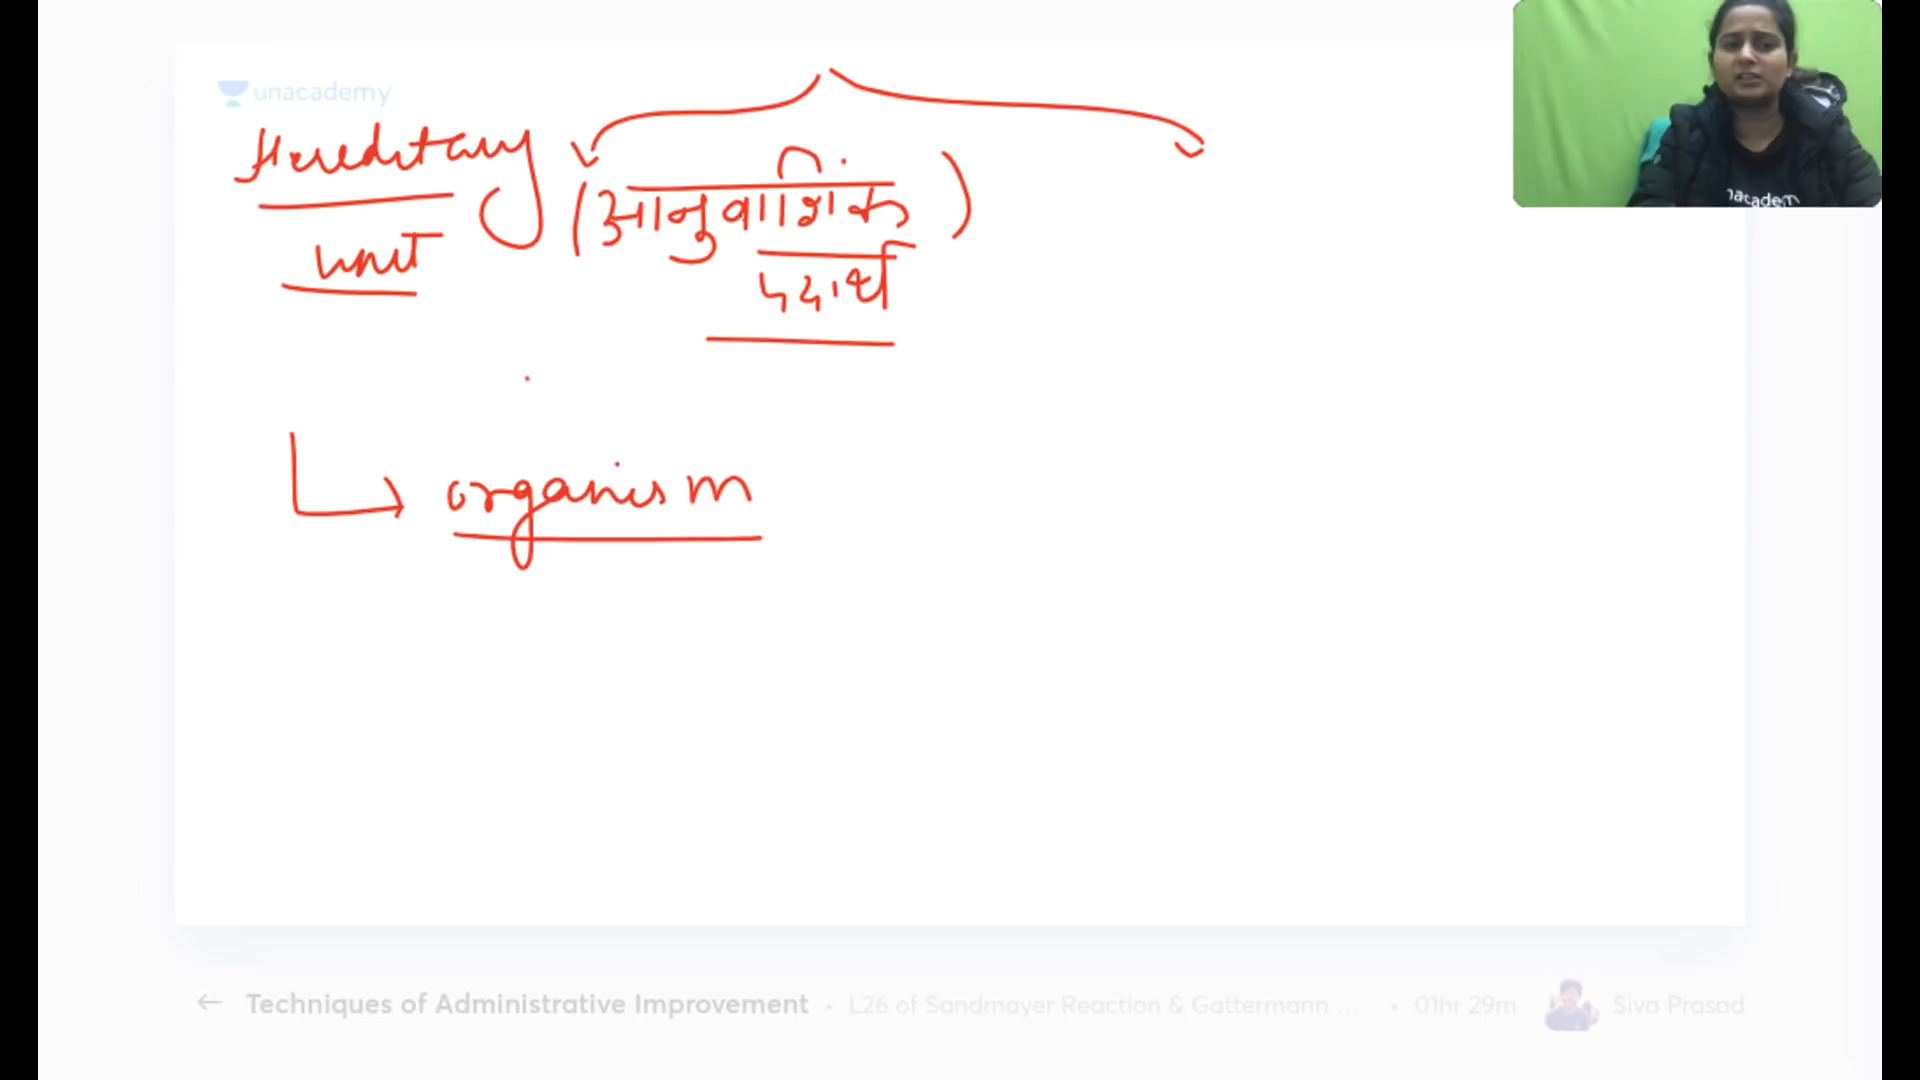 unacademy
Hereditary (आनुवांशिक)
unit पदार्थ
organism
unacademy
Techniques of Administrative Improvement • L26 of Sandmayer Reaction & Gattermann ... • 01hr 29m Siva Prasad